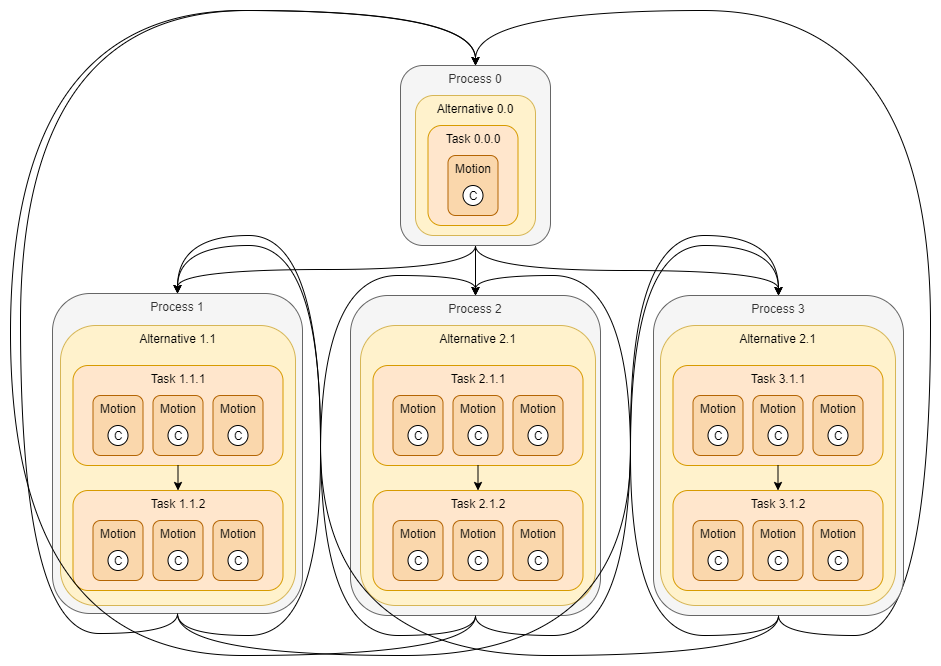 Process 0
Alternative 0.0
Task 0.0.0
Motion
C
Process 1
Alternative 1.1
Task 1.1.1
Motion Motion Motion
C C C
Task 1.1.2
Motion Motion Motion
C C C
Process 2
Alternative 2.1
Task 2.1.1
Motion Motion Motion
C C C
Task 2.1.2
Motion Motion Motion
C C C
Process 3
Alternative 2.1
Task 3.1.1
Motion Motion Motion
C C C
Task 3.1.2
Motion Motion Motion
C C C